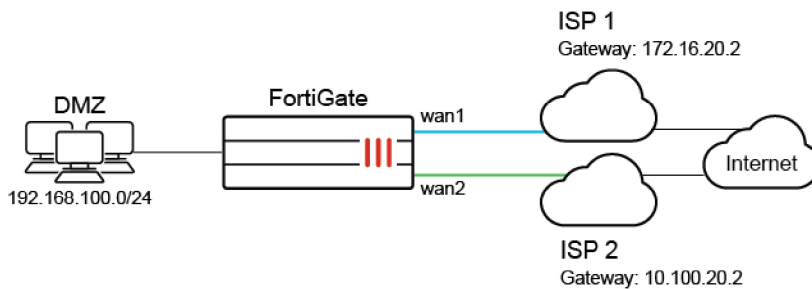 ISP 1
Gateway: 172.16.20.2
DMZ
FortiGate
wan1
Internet
wan2
192.168.100.0/24
ISP 2
Gateway: 10.100.20.2